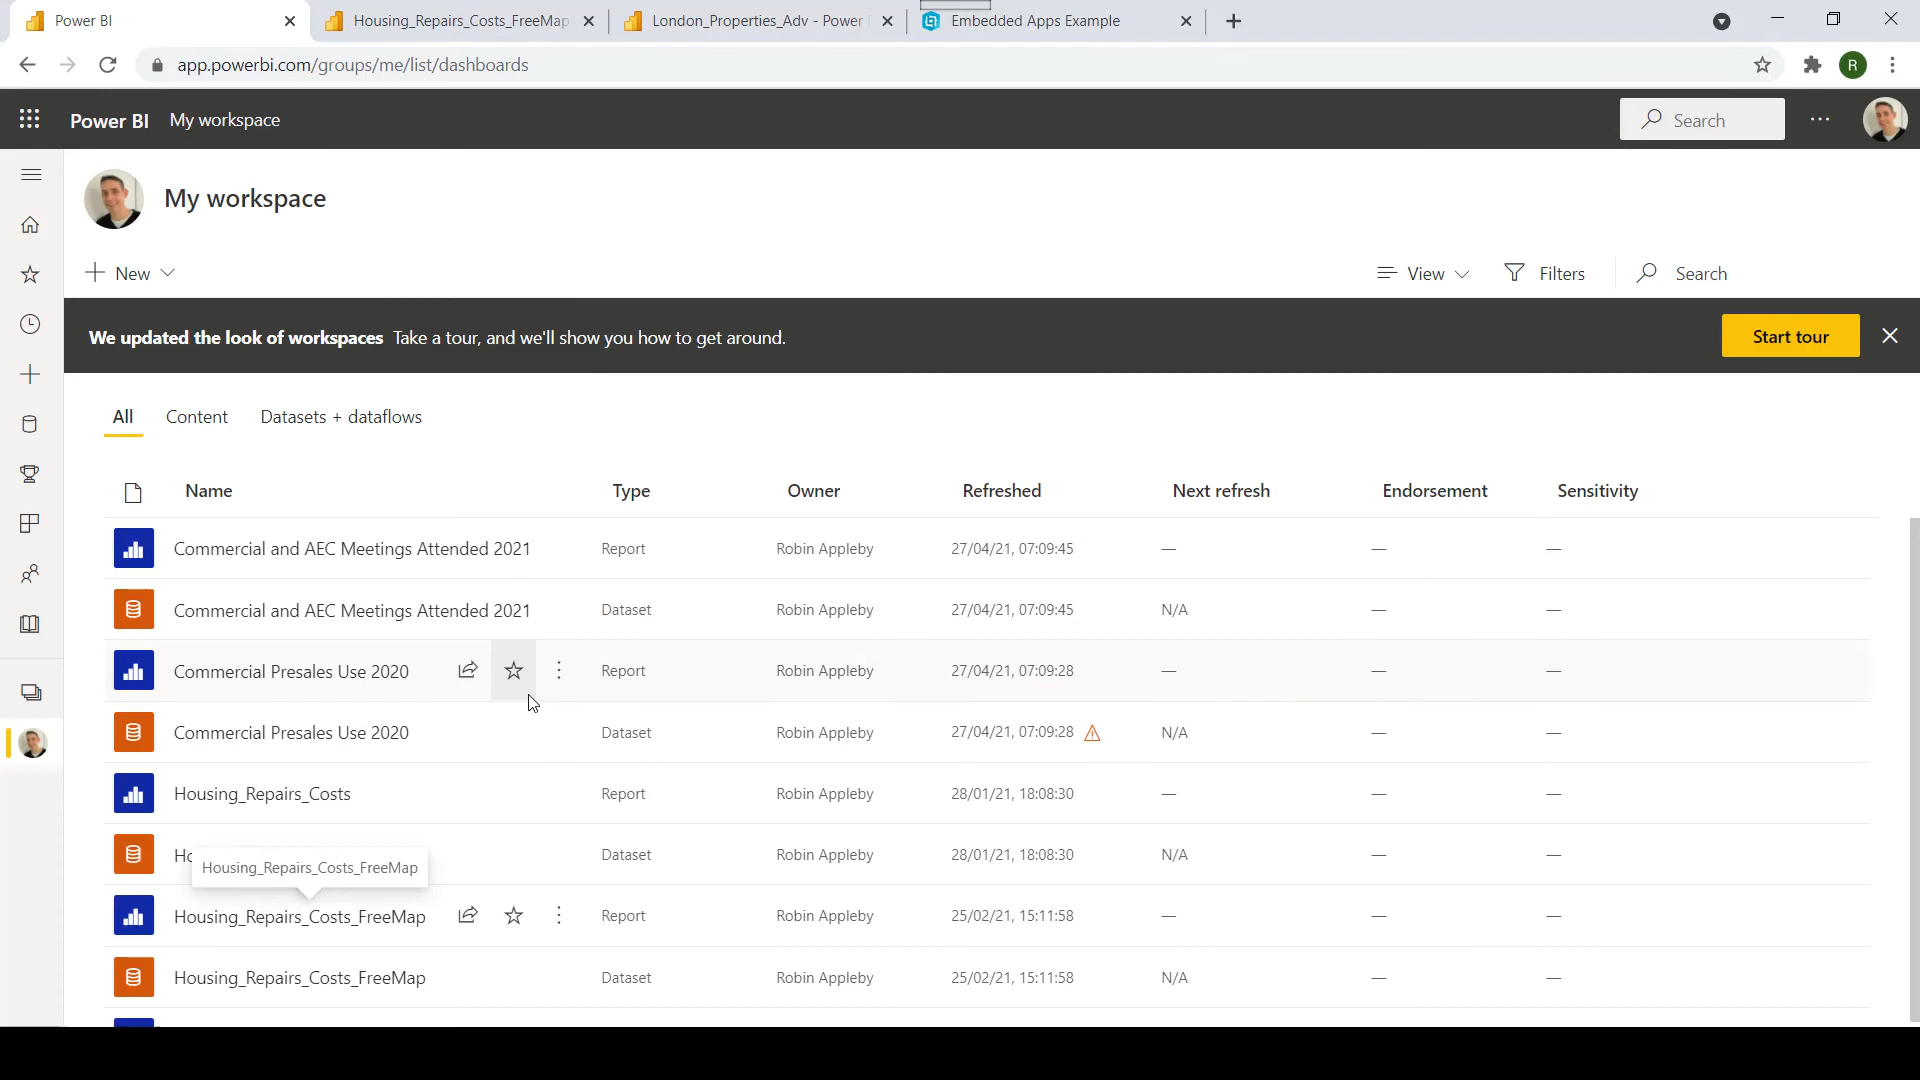 Power BI
Housing_Repairs_Costs_FreeMap
London_Properties_Adv - Power
Embedded Apps Example
app.powerbi.com/groups/me/list/dashboards
R
Power BI My workspace
Search
My workspace
New
View
Filters
Search
We updated the look of workspaces Take a tour, and we'll show you how to get around.
Start tour
All Content Datasets + dataflows
Name Type Owner Refreshed Next refresh Endorsement Sensitivity
Commercial and AEC Meetings Attended 2021 Report Robin Appleby 27/04/21, 07:09:45 — — —
Commercial and AEC Meetings Attended 2021 Dataset Robin Appleby 27/04/21, 07:09:45 N/A — —
Commercial Presales Use 2020 Report Robin Appleby 27/04/21, 07:09:28 — — —
Commercial Presales Use 2020 Dataset Robin Appleby 27/04/21, 07:09:28 N/A — —
Housing_Repairs_Costs Report Robin Appleby 28/01/21, 18:08:30 — — —
Ho Dataset Robin Appleby 28/01/21, 18:08:30 N/A — —
Housing_Repairs_Costs_FreeMap
Housing_Repairs_Costs_FreeMap Report Robin Appleby 25/02/21, 15:11:58 — — —
Housing_Repairs_Costs_FreeMap Dataset Robin Appleby 25/02/21, 15:11:58 N/A — —